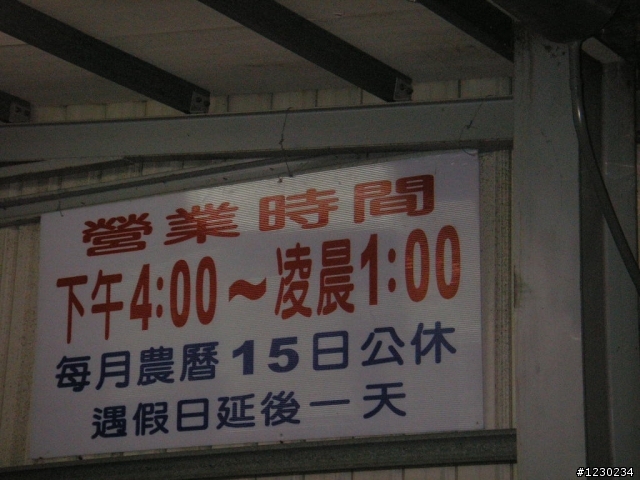 營業時間
下午4:00~凌晨1:00
每月農曆15日公休
遇假日延後一天
#1230234